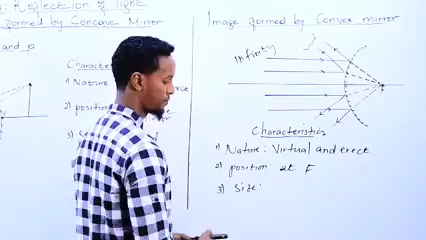 Reflection of light
formed by Concave Mirror
and p
Characte
1) Nature
rce
2) position
3)
Image formed by Convex mirror
Infinity
Characteristics
1) Nature: Virtual and erect
2) position at F
3) Size: